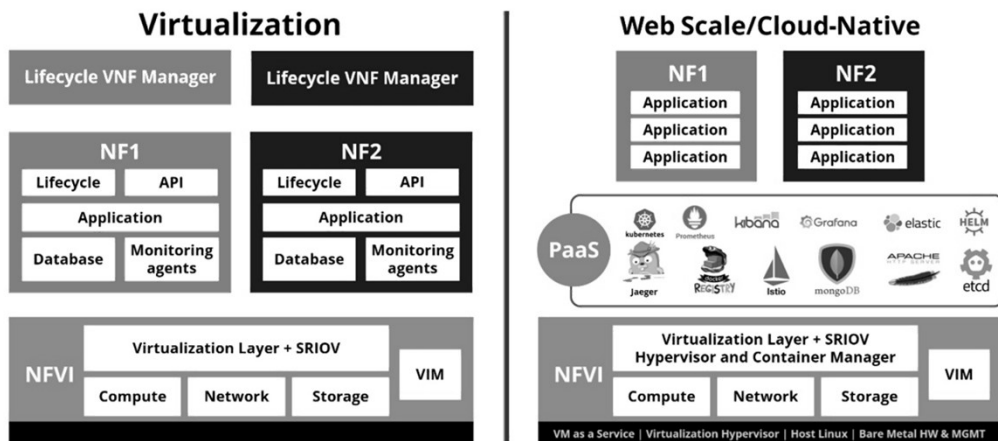 Virtualization
Lifecycle VNF Manager
Lifecycle VNF Manager
NF1
Lifecycle
API
Application
Database
Monitoring
agents
NF2
Lifecycle
API
Application
Database
Monitoring
agents
NFVI
Virtualization Layer + SRIOV
Compute
Network
Storage
VIM
Web Scale/Cloud-Native
NF1
Application
Application
Application
NF2
Application
Application
Application
PaaS
kubernetes
Prometheus
kibana
Grafana
elastic
HELM
Jaeger
docker
REGISTRY
Istio
mongoDB
APACHE
HTTP SERVER
etcd
NFVI
Virtualization Layer + SRIOV
Hypervisor and Container Manager
Compute
Network
Storage
VIM
VM as a Service | Virtualization Hypervisor | Host Linux | Bare Metal HW & MGMT